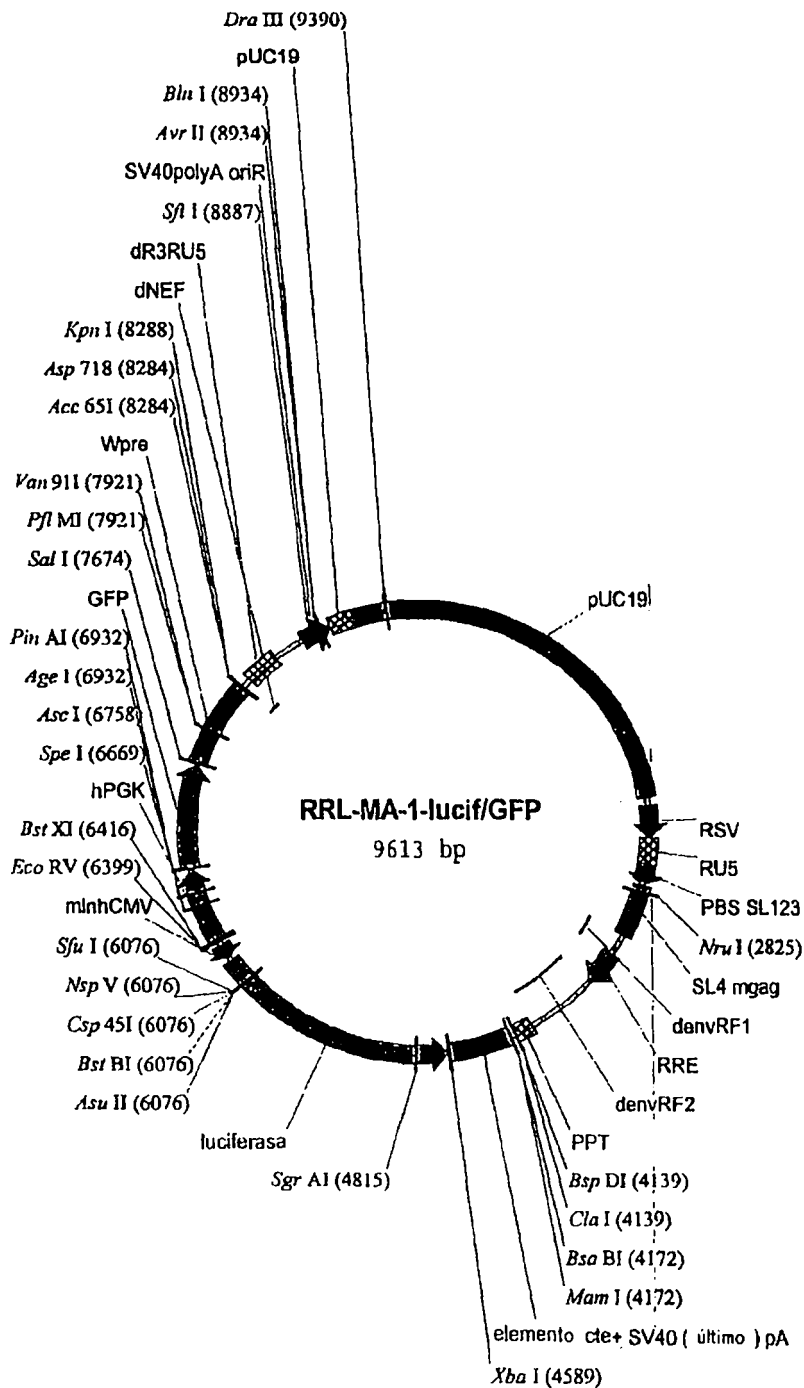 Dra III (9390)
pUC19
Bln I (8934)
Avr II (8934)
SV40polyA oriR
Sfi I (8887)
dR3RU5
dNEF
Kpn I (8288)
Asp 718 (8284)
Acc 65I (8284)
Wpre
Van 91I (7921)
Pfl MI (7921)
Sal I (7674)
GFP
Pin AI (6932)
Age I (6932)
Asc I (6758)
Spe I (6669)
hPGK
Bst XI (6416)
Eco RV (6399)
minhCMV
Sfu I (6076)
Nsp V (6076)
Csp 45I (6076)
Bst BI (6076)
Asu II (6076)
luciferasa
Sgr AI (4815)
pUC19
RRL-MA-1-lucif/GFP
9613 bp
RSV
RU5
PBS SL123
Nru I (2825)
SL4 mgag
denvRF1
RRE
denvRF2
PPT
Bsp DI (4139)
Cla I (4139)
Bsa BI (4172)
Mam I (4172)
elemento cte+ SV40 ( último ) pA
Xba I (4589)